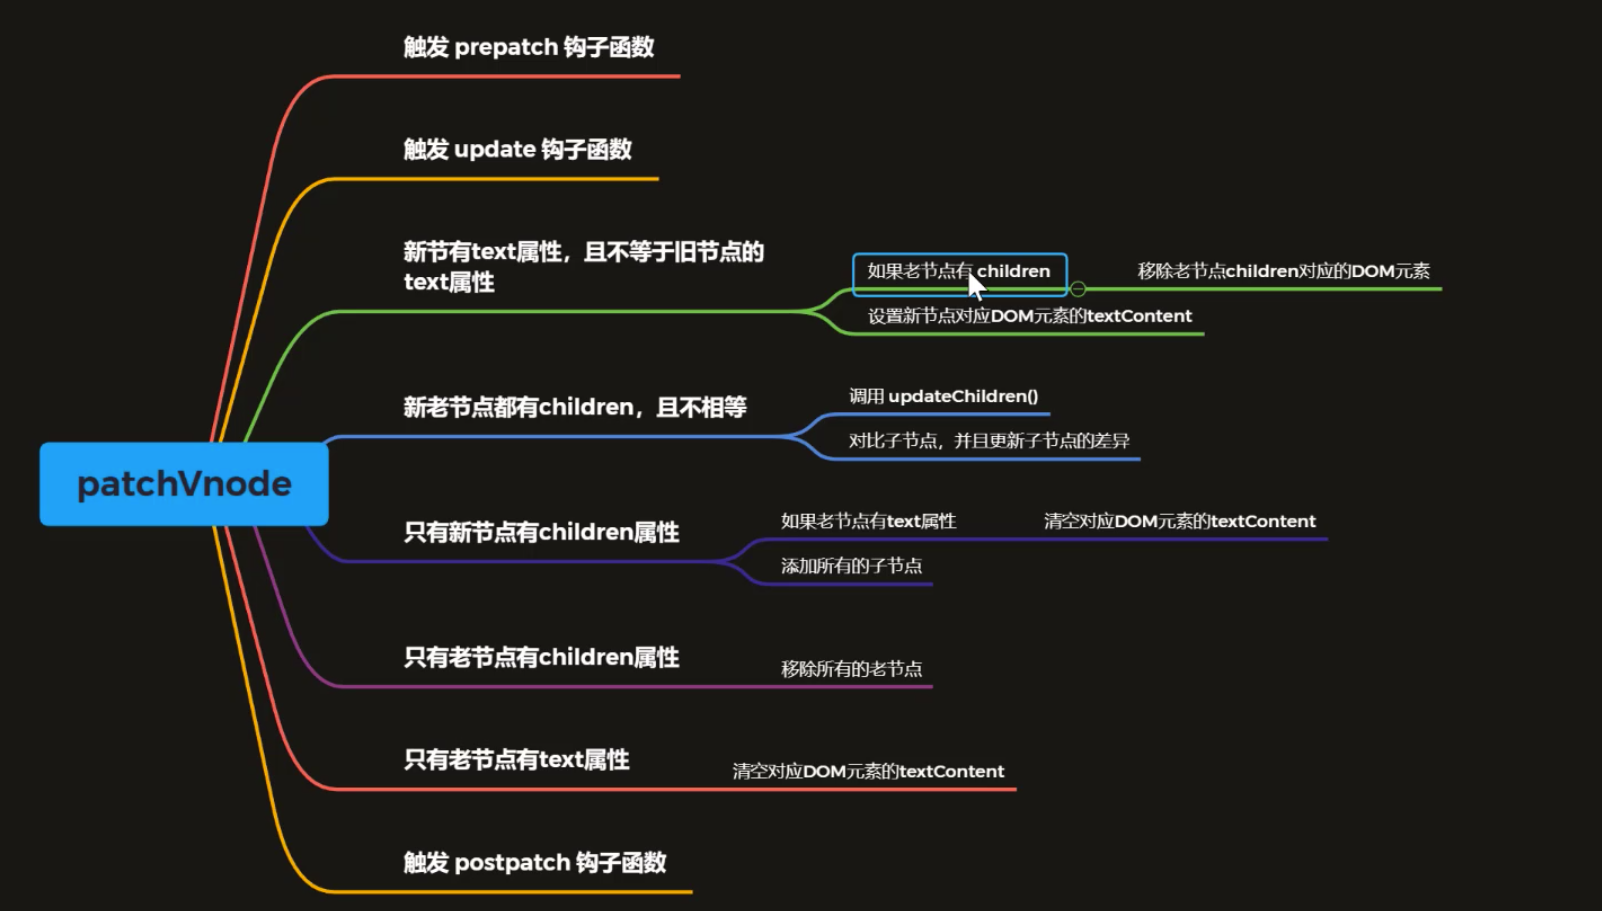 触发 prepatch 钩子函数
触发 update 钩子函数
新节有text属性，且不等于旧节点的
text属性
如果老节点有 children
移除老节点children对应的DOM元素
设置新节点对应DOM元素的textContent
新老节点都有children，且不相等
调用 updateChildren()
对比子节点，并且更新子节点的差异
patchVnode
只有新节点有children属性
如果老节点有text属性
清空对应DOM元素的textContent
添加所有的子节点
只有老节点有children属性
移除所有的老节点
只有老节点有text属性
清空对应DOM元素的textContent
触发 postpatch 钩子函数